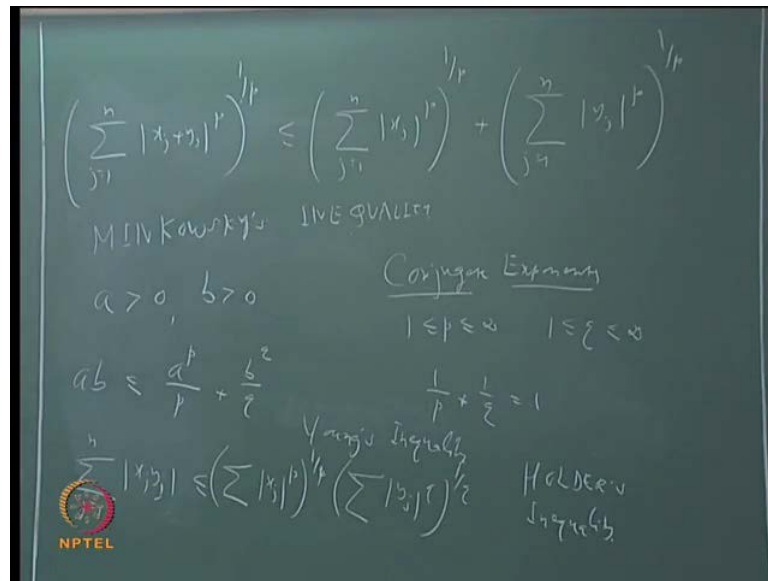 (∑_{j=1}^{n} |x_j + y_j|^p)^{1/p} ≤ (∑_{j=1}^{n} |x_j|^p)^{1/p} + (∑_{j=1}^{n} |y_j|^p)^{1/p}
MINKOWSKY'S INEQUALITY
a > 0, b > 0
Conjugate Exponents
1 ≤ p ≤ ∞ 1 ≤ q ≤ ∞
ab ≤ a^p/p + b^q/q
1/p + 1/q = 1
Young's Inequality
∑^{n} |x_j y_j| ≤ (∑ |x_j|^p)^{1/p} (∑ |y_j|^q)^{1/q}
HOLDER'S
Inequality
NPTEL